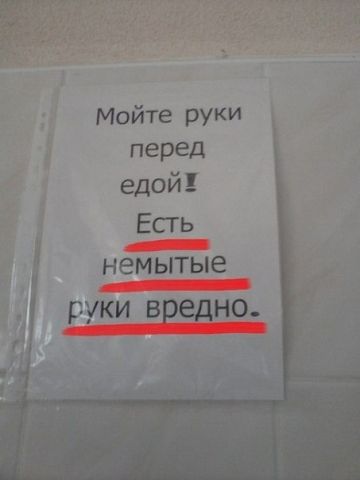 Мойте руки
перед
едой!
Есть
немытые
руки вредно.